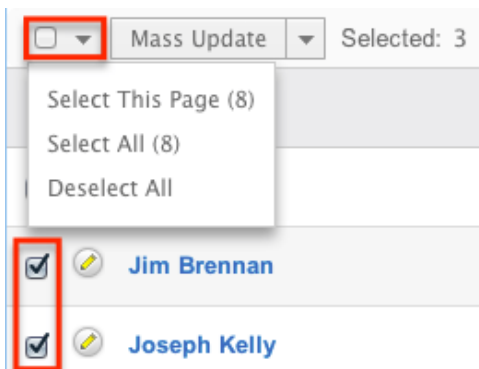 Mass Update Selected: 3
Select This Page (8)
Select All (8)
Deselect All
Jim Brennan
Joseph Kelly